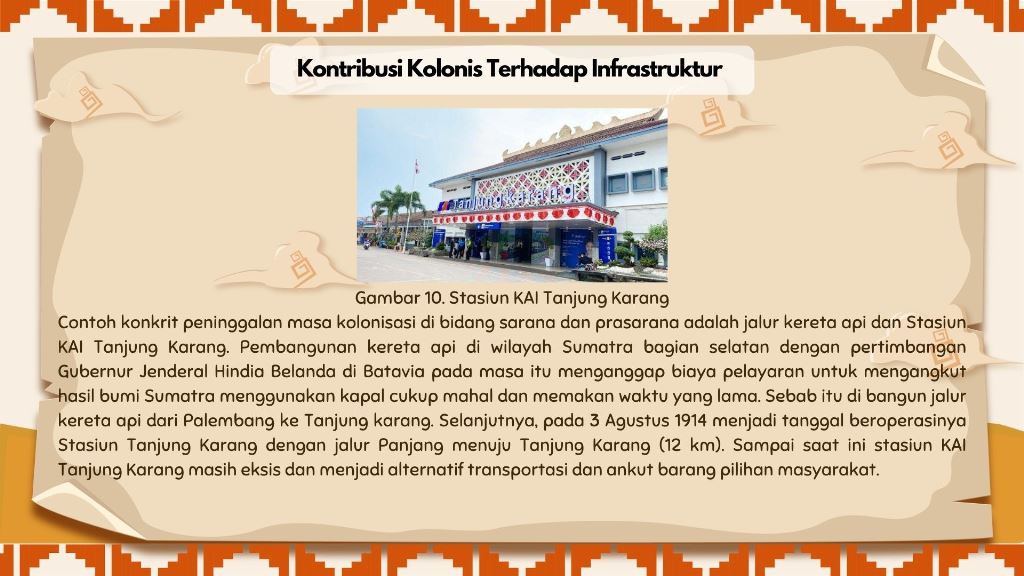 Kontribusi Kolonis Terhadap Infrastruktur
Tanjungkarang
Gambar 10. Stasiun KAI Tanjung Karang
Contoh konkrit peninggalan masa kolonisasi di bidang sarana dan prasarana adalah jalur kereta api dan Stasiun
KAI Tanjung Karang. Pembangunan kereta api di wilayah Sumatra bagian selatan dengan pertimbangan
Gubernur Jenderal Hindia Belanda di Batavia pada masa itu menganggap biaya pelayaran untuk mengangkut
hasil bumi Sumatra menggunakan kapal cukup mahal dan memakan waktu yang lama. Sebab itu di bangun jalur
kereta api dari Palembang ke Tanjung karang. Selanjutnya, pada 3 Agustus 1914 menjadi tanggal beroperasinya
Stasiun Tanjung Karang dengan jalur Panjang menuju Tanjung Karang (12 km). Sampai saat ini stasiun KAI
Tanjung Karang masih eksis dan menjadi alternatif transportasi dan ankut barang pilihan masyarakat.